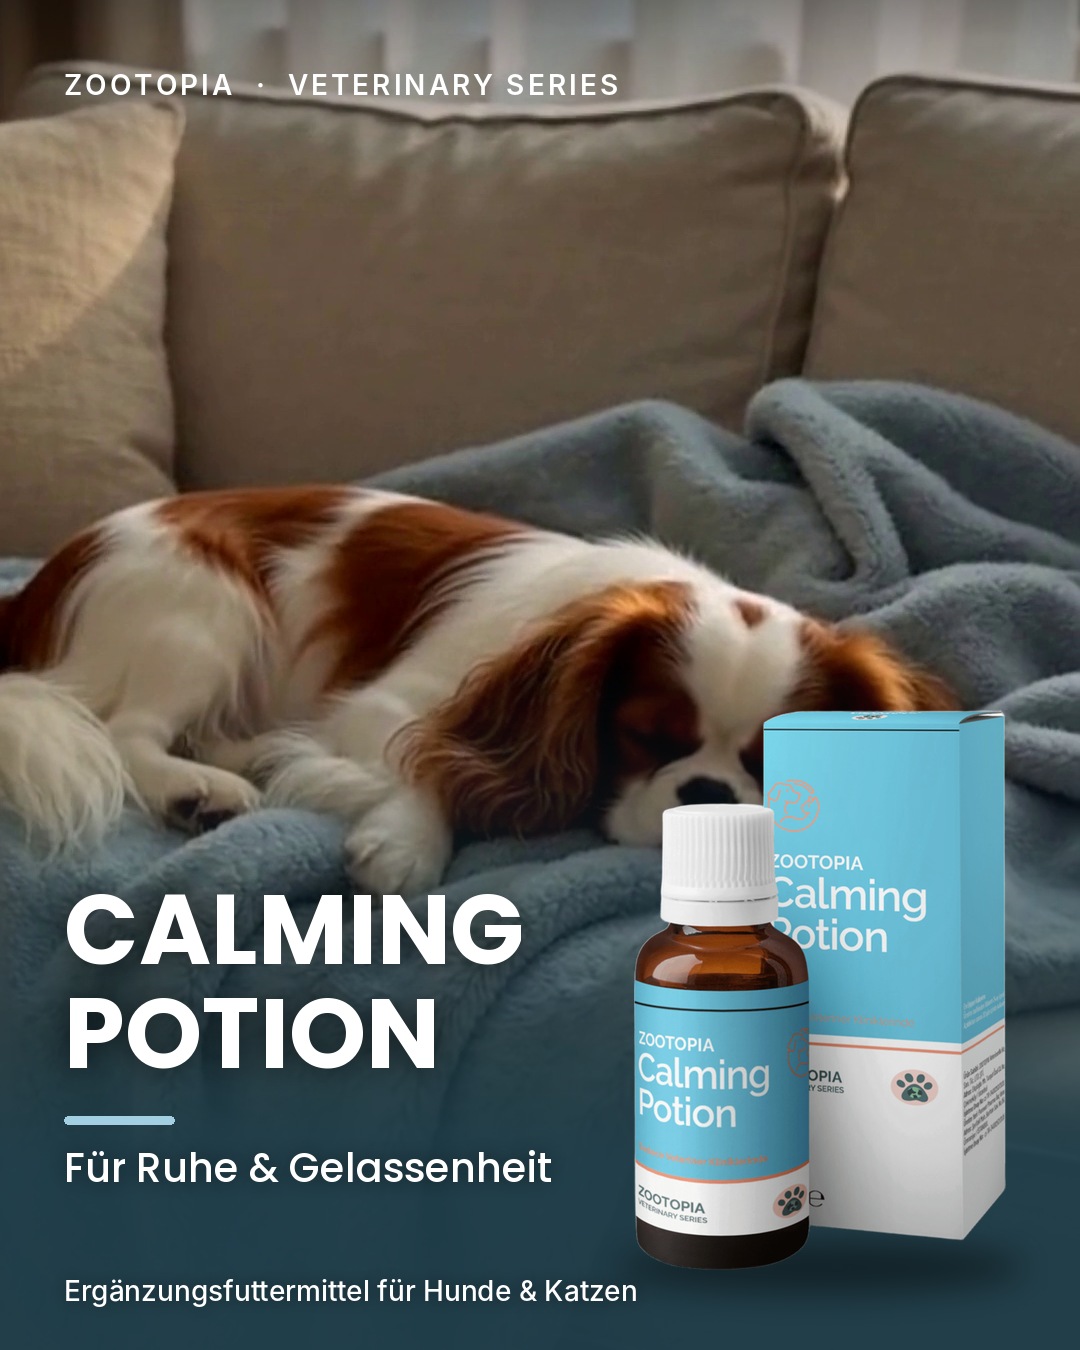 ZOOTOPIA · VETERINARY SERIES
CALMING
POTION
Für Ruhe & Gelassenheit
Ergänzungsfuttermittel für Hunde & Katzen
ZOOTOPIA
Calming
Potion
ZOOTOPIA
Calming
Potion
ZOOTOPIA
VETERINARY SERIES